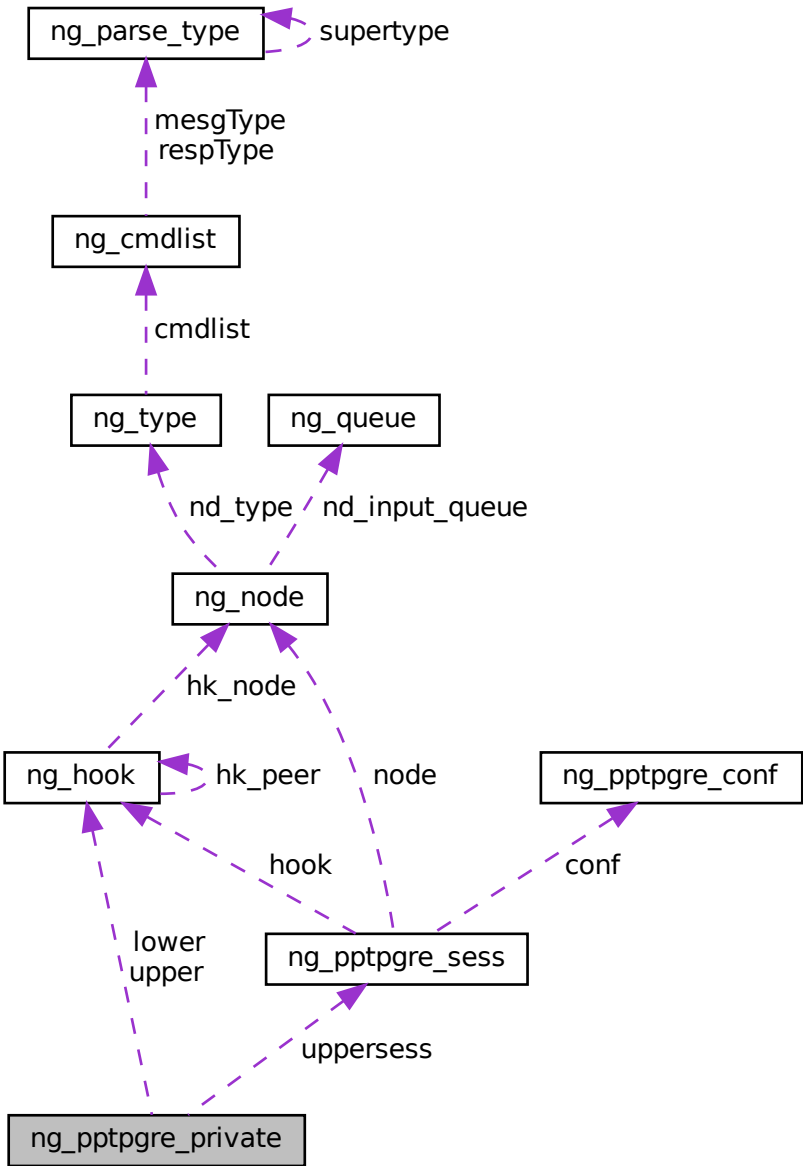 ng_parse_type
supertype
mesgType
respType
ng_cmdlist
cmdlist
ng_type
ng_queue
nd_type
nd_input_queue
ng_node
hk_node
ng_hook
hk_peer
node
ng_pptpgre_conf
hook
conf
lower
upper
ng_pptpgre_sess
uppersess
ng_pptpgre_private